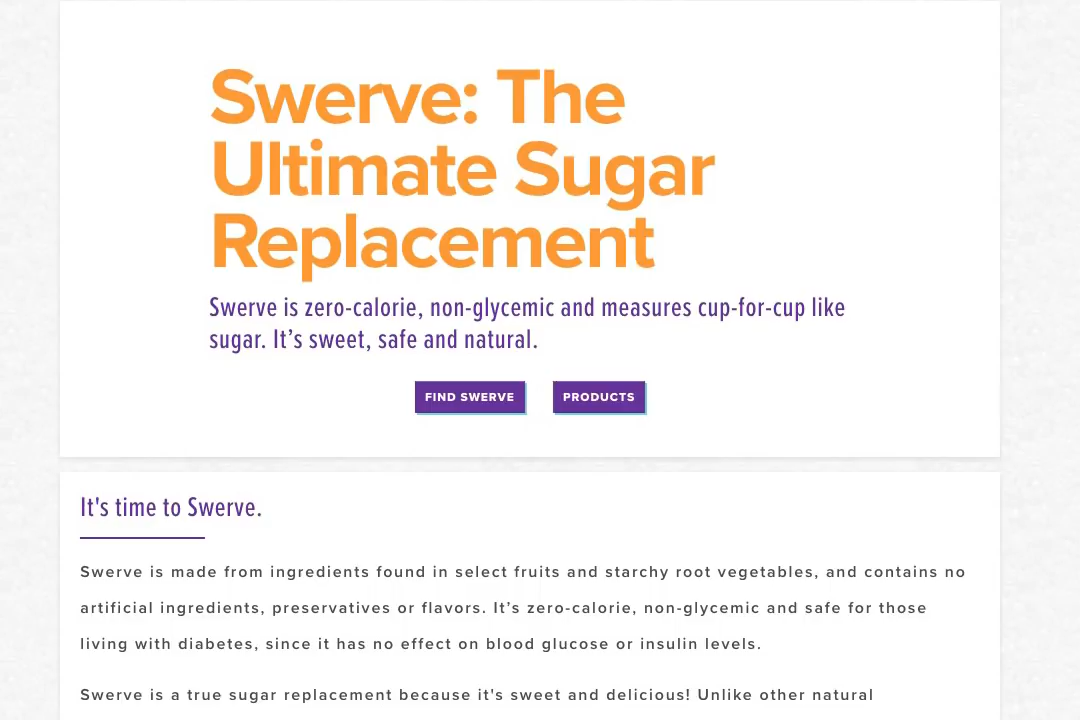 Swerve: The
Ultimate Sugar
Replacement
Swerve is zero-calorie, non-glycemic and measures cup-for-cup like
sugar. It’s sweet, safe and natural.
FIND SWERVE PRODUCTS
It's time to Swerve.
Swerve is made from ingredients found in select fruits and starchy root vegetables, and contains no
artificial ingredients, preservatives or flavors. It’s zero-calorie, non-glycemic and safe for those
living with diabetes, since it has no effect on blood glucose or insulin levels.
Swerve is a true sugar replacement because it's sweet and delicious! Unlike other natural